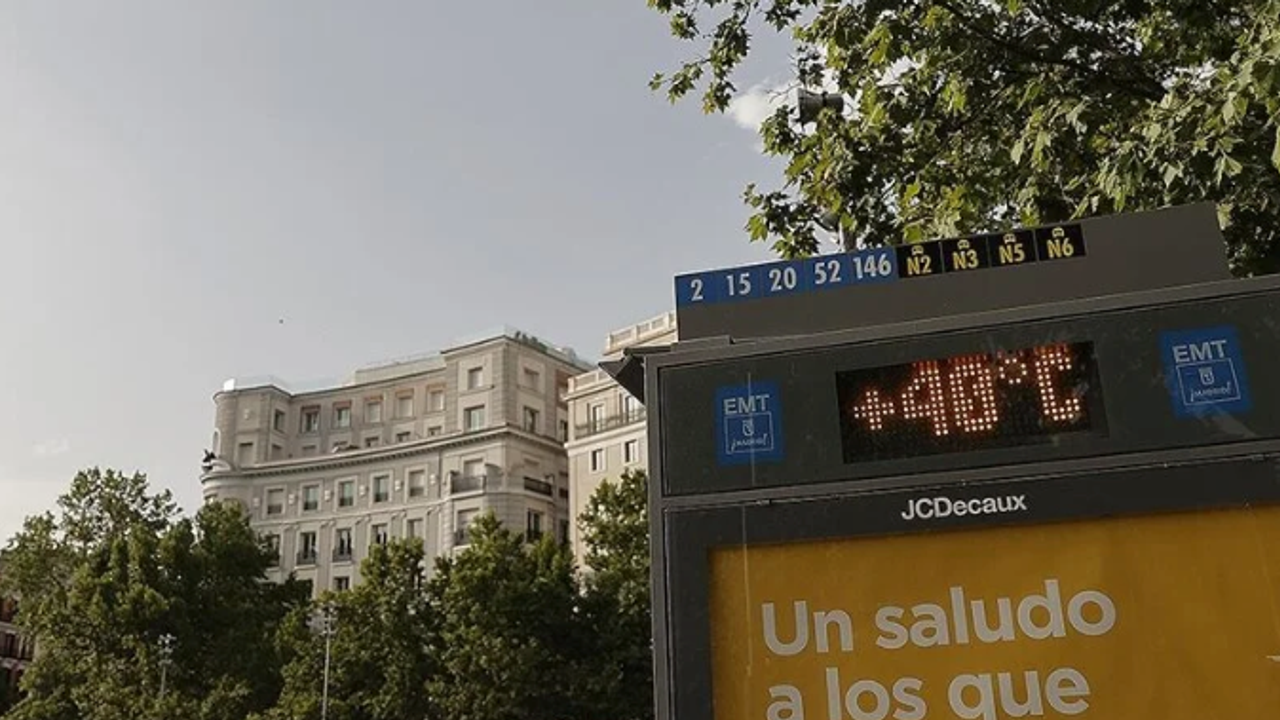 2 15 20 52 146 N2 N3 N5 N6
EMT
EMT
+40°C
JCDecaux
Un saludo
a los que